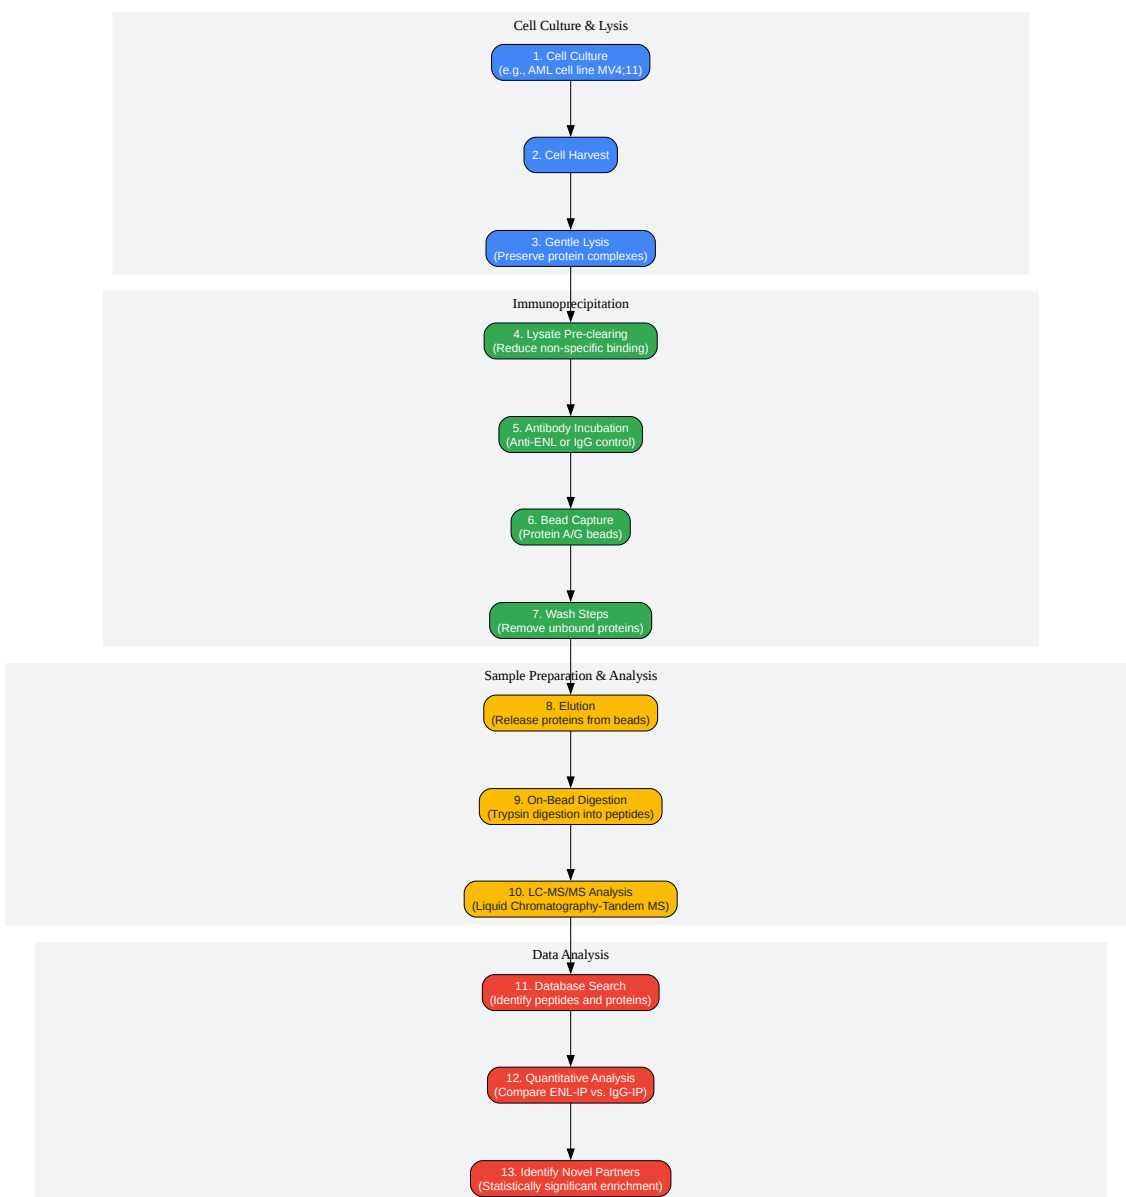 Cell Culture & Lysis
1. Cell Culture
(e.g., AML cell line MV4;11)
2. Cell Harvest
3. Gentle Lysis
(Preserve protein complexes)
Immunoprecipitation
4. Lysate Pre-clearing
(Reduce non-specific binding)
5. Antibody Incubation
(Anti-ENL or IgG control)
6. Bead Capture
(Protein A/G beads)
7. Wash Steps
(Remove unbound proteins)
Sample Preparation & Analysis
8. Elution
(Release proteins from beads)
9. On-Bead Digestion
(Trypsin digestion into peptides)
10. LC-MS/MS Analysis
(Liquid Chromatography-Tandem MS)
Data Analysis
11. Database Search
(Identify peptides and proteins)
12. Quantitative Analysis
(Compare ENL-IP vs. IgG-IP)
13. Identify Novel Partners
(Statistically significant enrichment)